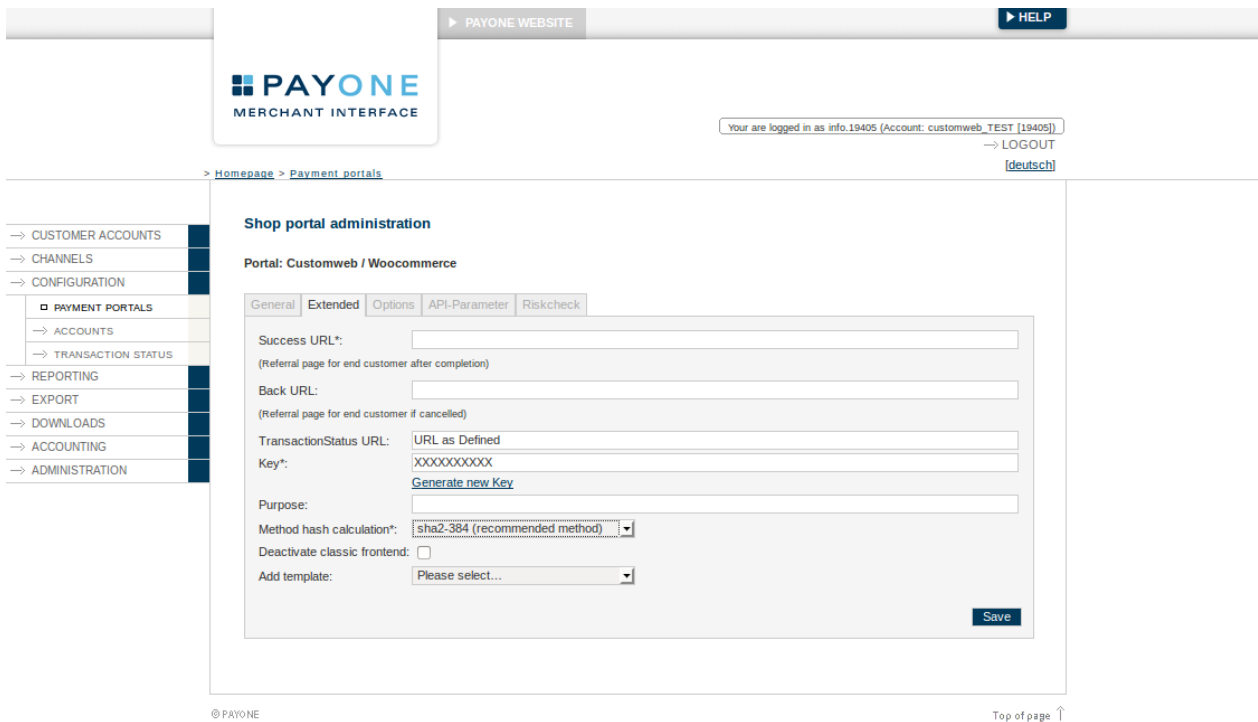 PAYONE WEBSITE
HELP
PAYONE
MERCHANT INTERFACE
Your are logged in as info.19405 (Account: customweb_TEST [19405])
LOGOUT
[deutsch]
> Homepage > Payment portals
CUSTOMER ACCOUNTS
CHANNELS
CONFIGURATION
PAYMENT PORTALS
ACCOUNTS
TRANSACTION STATUS
REPORTING
EXPORT
DOWNLOADS
ACCOUNTING
ADMINISTRATION
Shop portal administration
Portal: Customweb / Woocommerce
General Extended Options API-Parameter Riskcheck
Success URL*:
(Referral page for end customer after completion)
Back URL:
(Referral page for end customer if cancelled)
TransactionStatus URL: URL as Defined
Key*: XXXXXXXXXX
Generate new Key
Purpose:
Method hash calculation*: sha2-384 (recommended method)
Deactivate classic frontend:
Add template: Please select...
Save
© PAYONE
Top of page